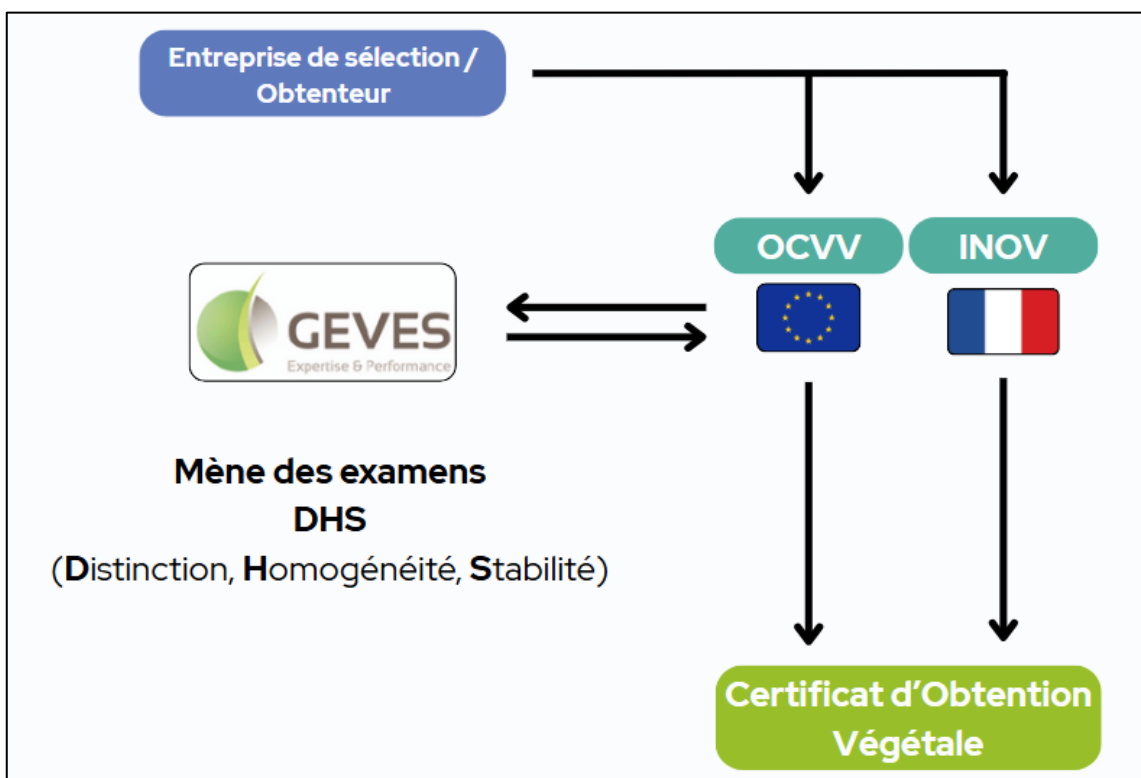 Entreprise de sélection /
Obtenteur
OCVV INOV
GEVES
Expertise & Performance
Mène des examens
DHS
(Distinction, Homogénéité, Stabilité)
Certificat d'Obtention
Végétale